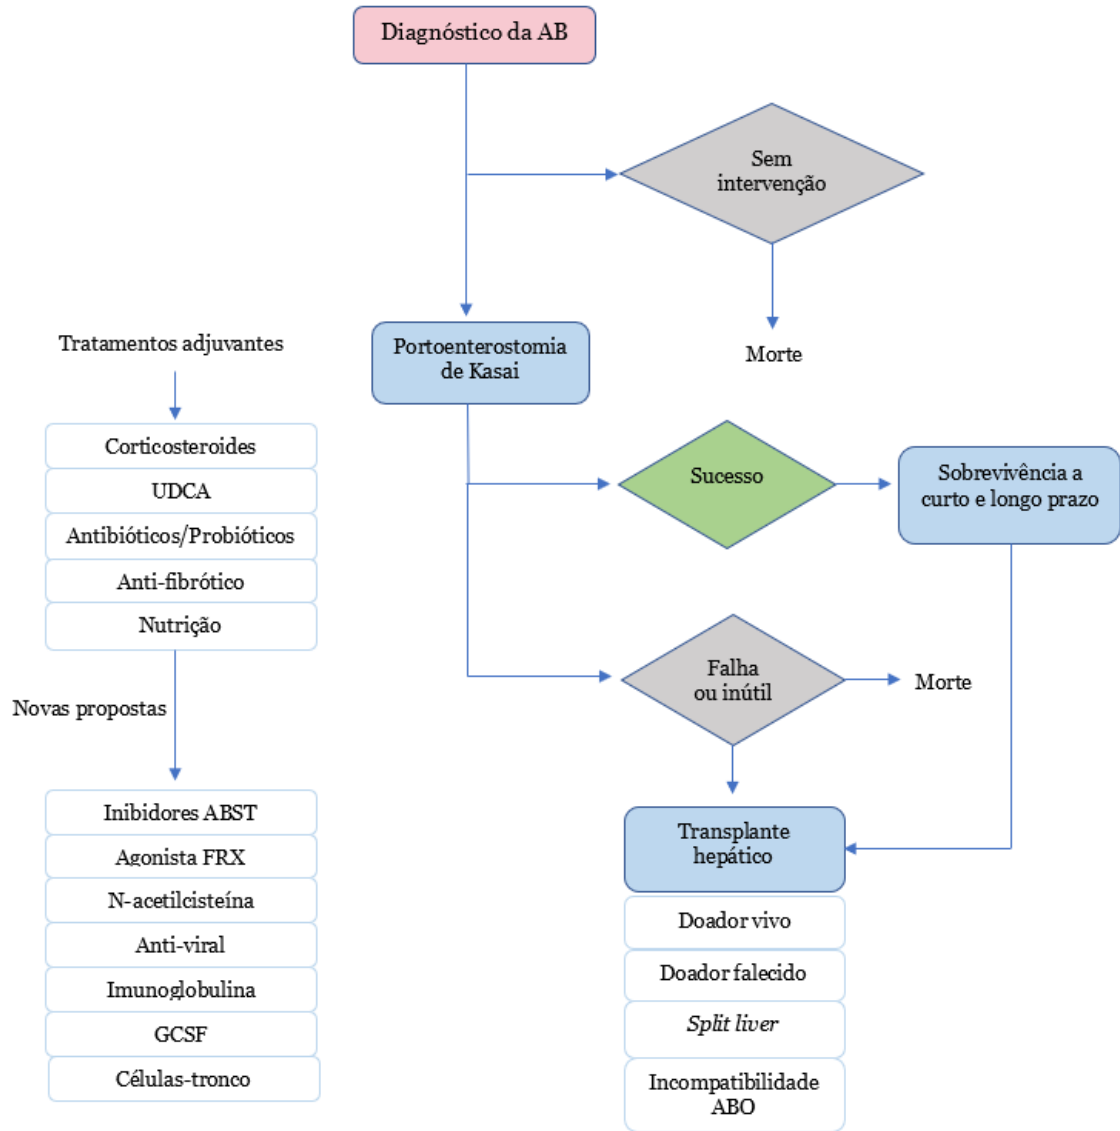 Diagnóstico da AB
Sem
intervenção
Morte
Portoenterostomia
de Kasai
Sucesso
Sobrevivência a
curto e longo prazo
Falha
ou inútil
Morte
Transplante
hepático
Doador vivo
Doador falecido
Split liver
Incompatibilidade
ABO
Tratamentos adjuvantes
Corticosteroides
UDCA
Antibióticos/Probióticos
Anti-fibrótico
Nutrição
Novas propostas
Inibidores ABST
Agonista FRX
N-acetilcisteína
Anti-viral
Imunoglobulina
GCSF
Células-tronco